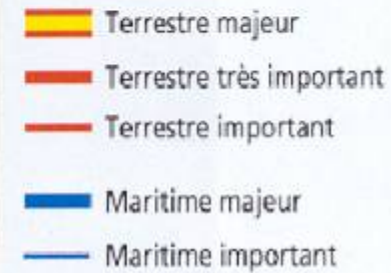 Terrestre majeur
Terrestre très important
Terrestre important
Maritime majeur
Maritime important